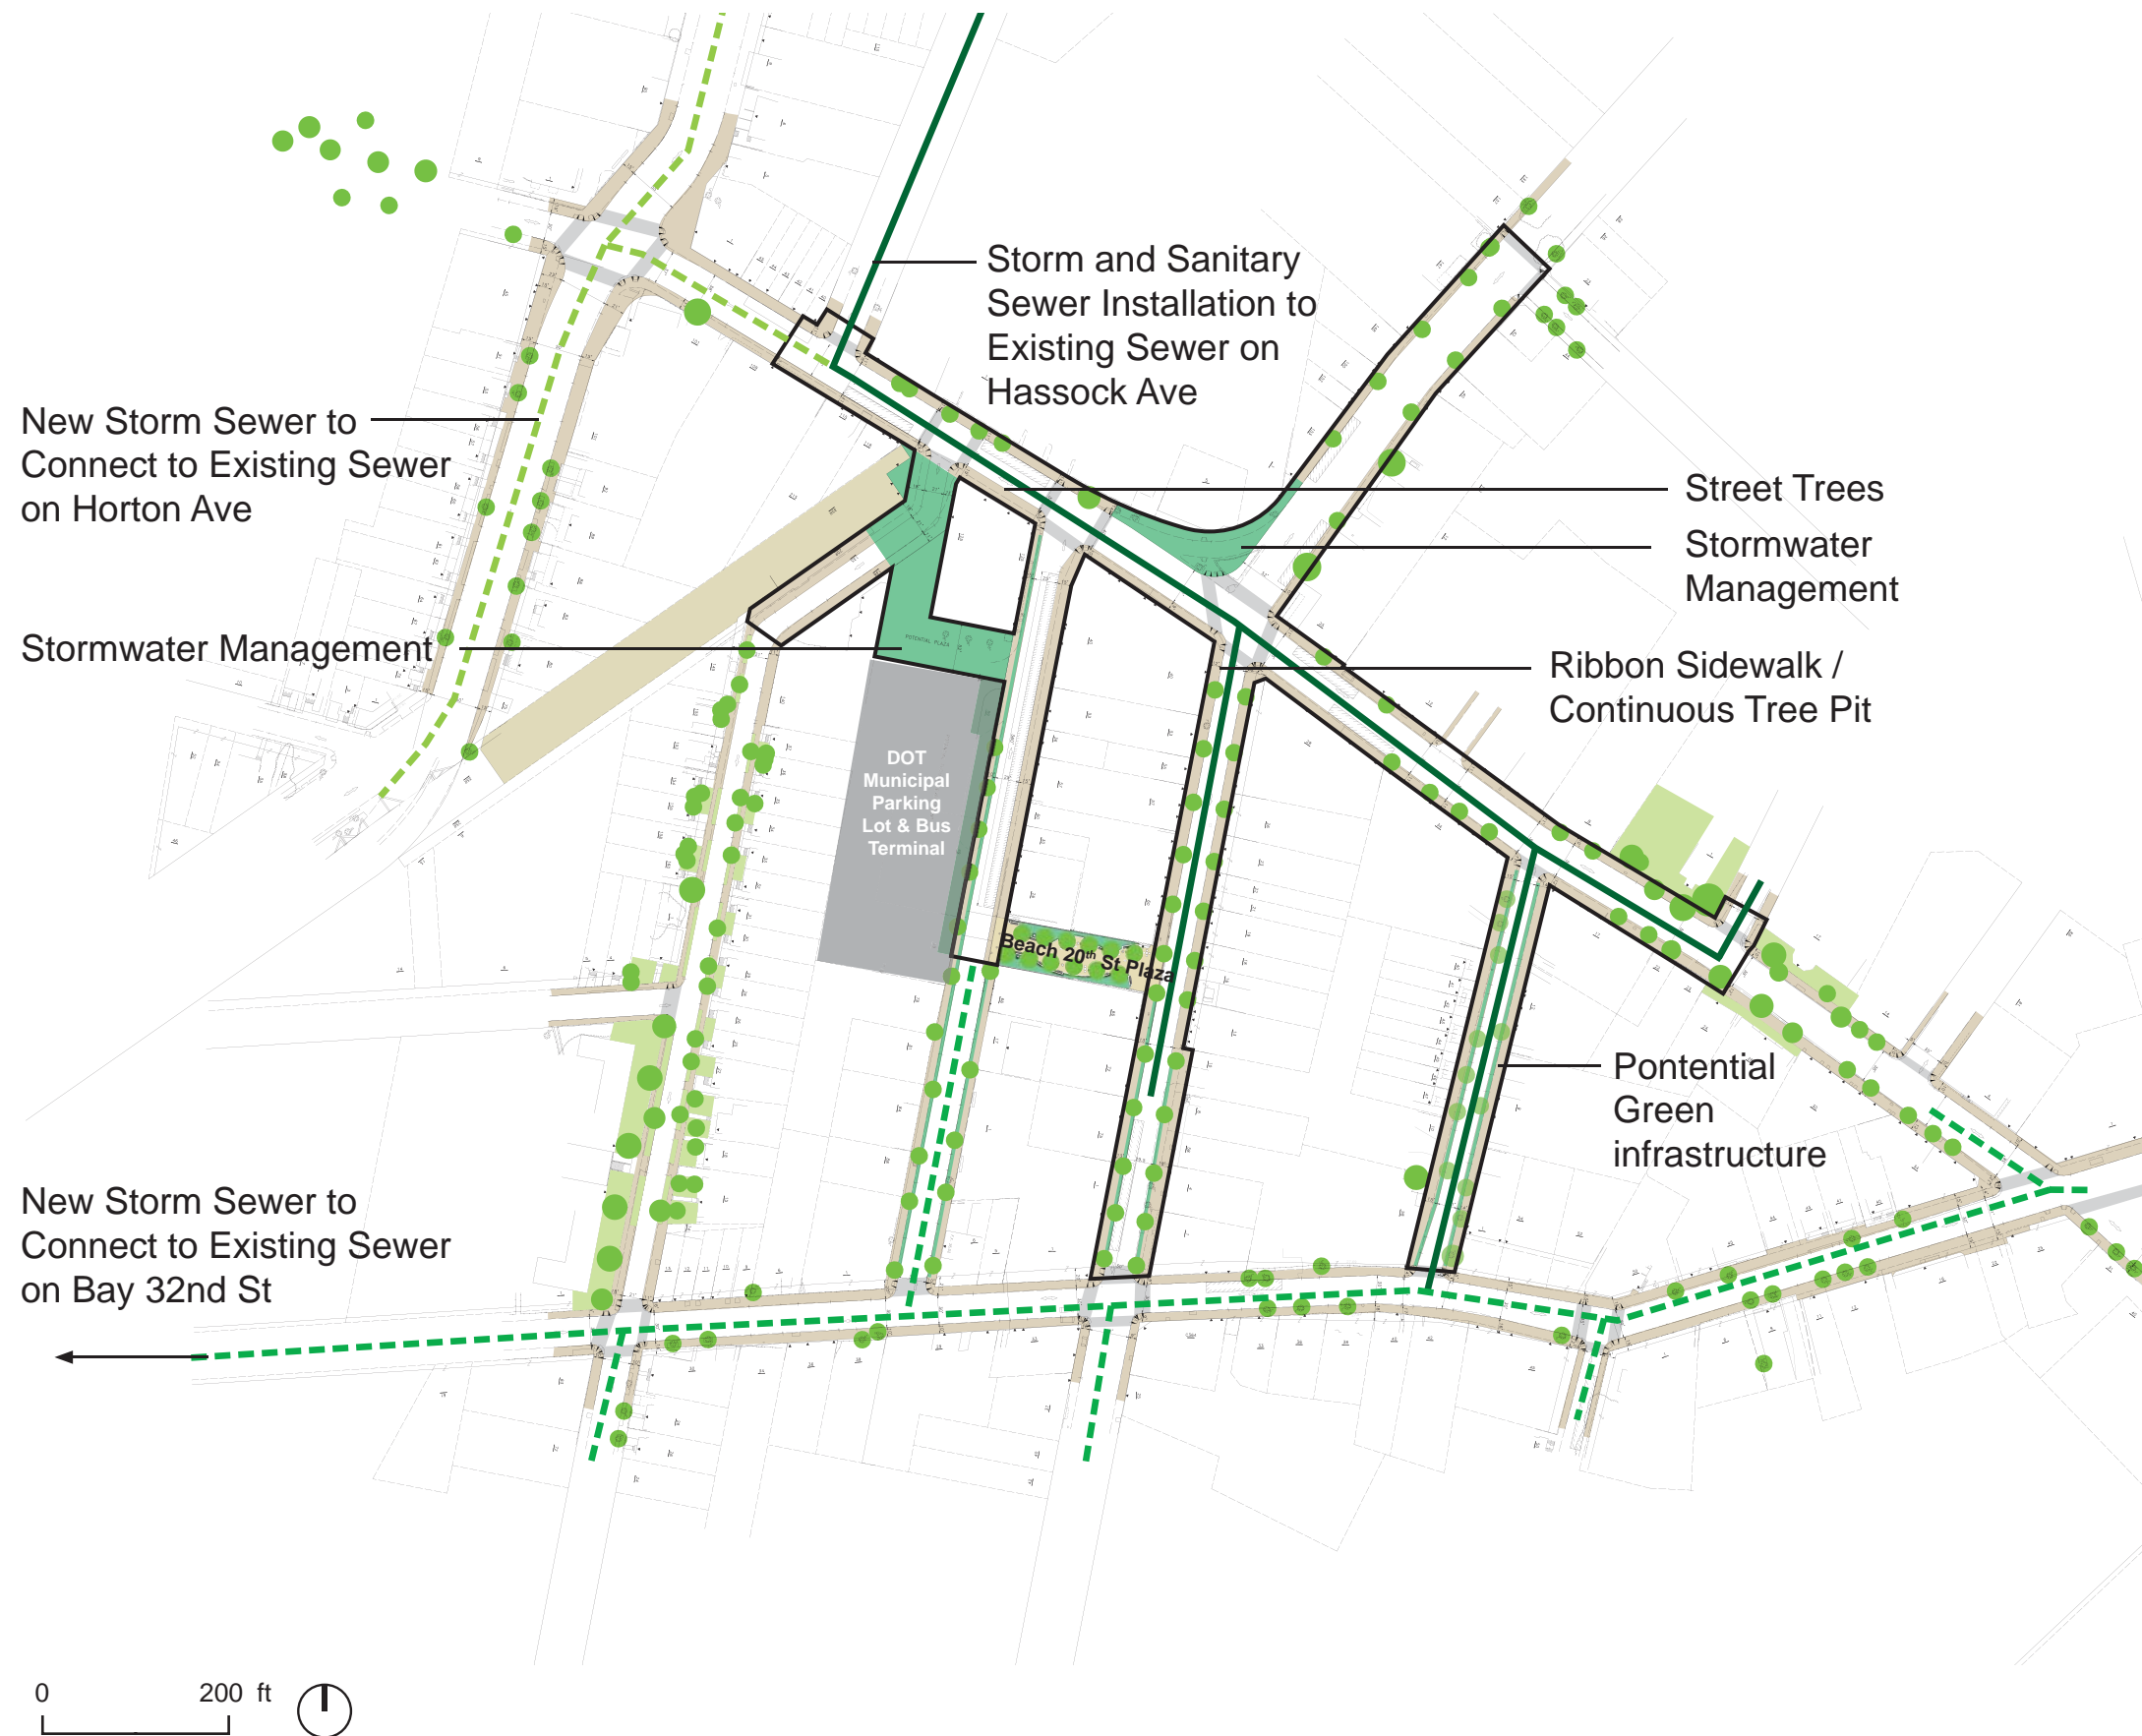 Storm and Sanitary
Sewer Installation to
Existing Sewer on
Hassock Ave
New Storm Sewer to
Connect to Existing Sewer
on Horton Ave
Street Trees
Stormwater
Management
Stormwater Management
POTENTIAL PLAZA
Ribbon Sidewalk /
Continuous Tree Pit
DOT
Municipal
Parking
Lot & Bus
Terminal
Beach 20th St Plaza
Pontential
Green
infrastructure
New Storm Sewer to
Connect to Existing Sewer
on Bay 32nd St
0 200 ft